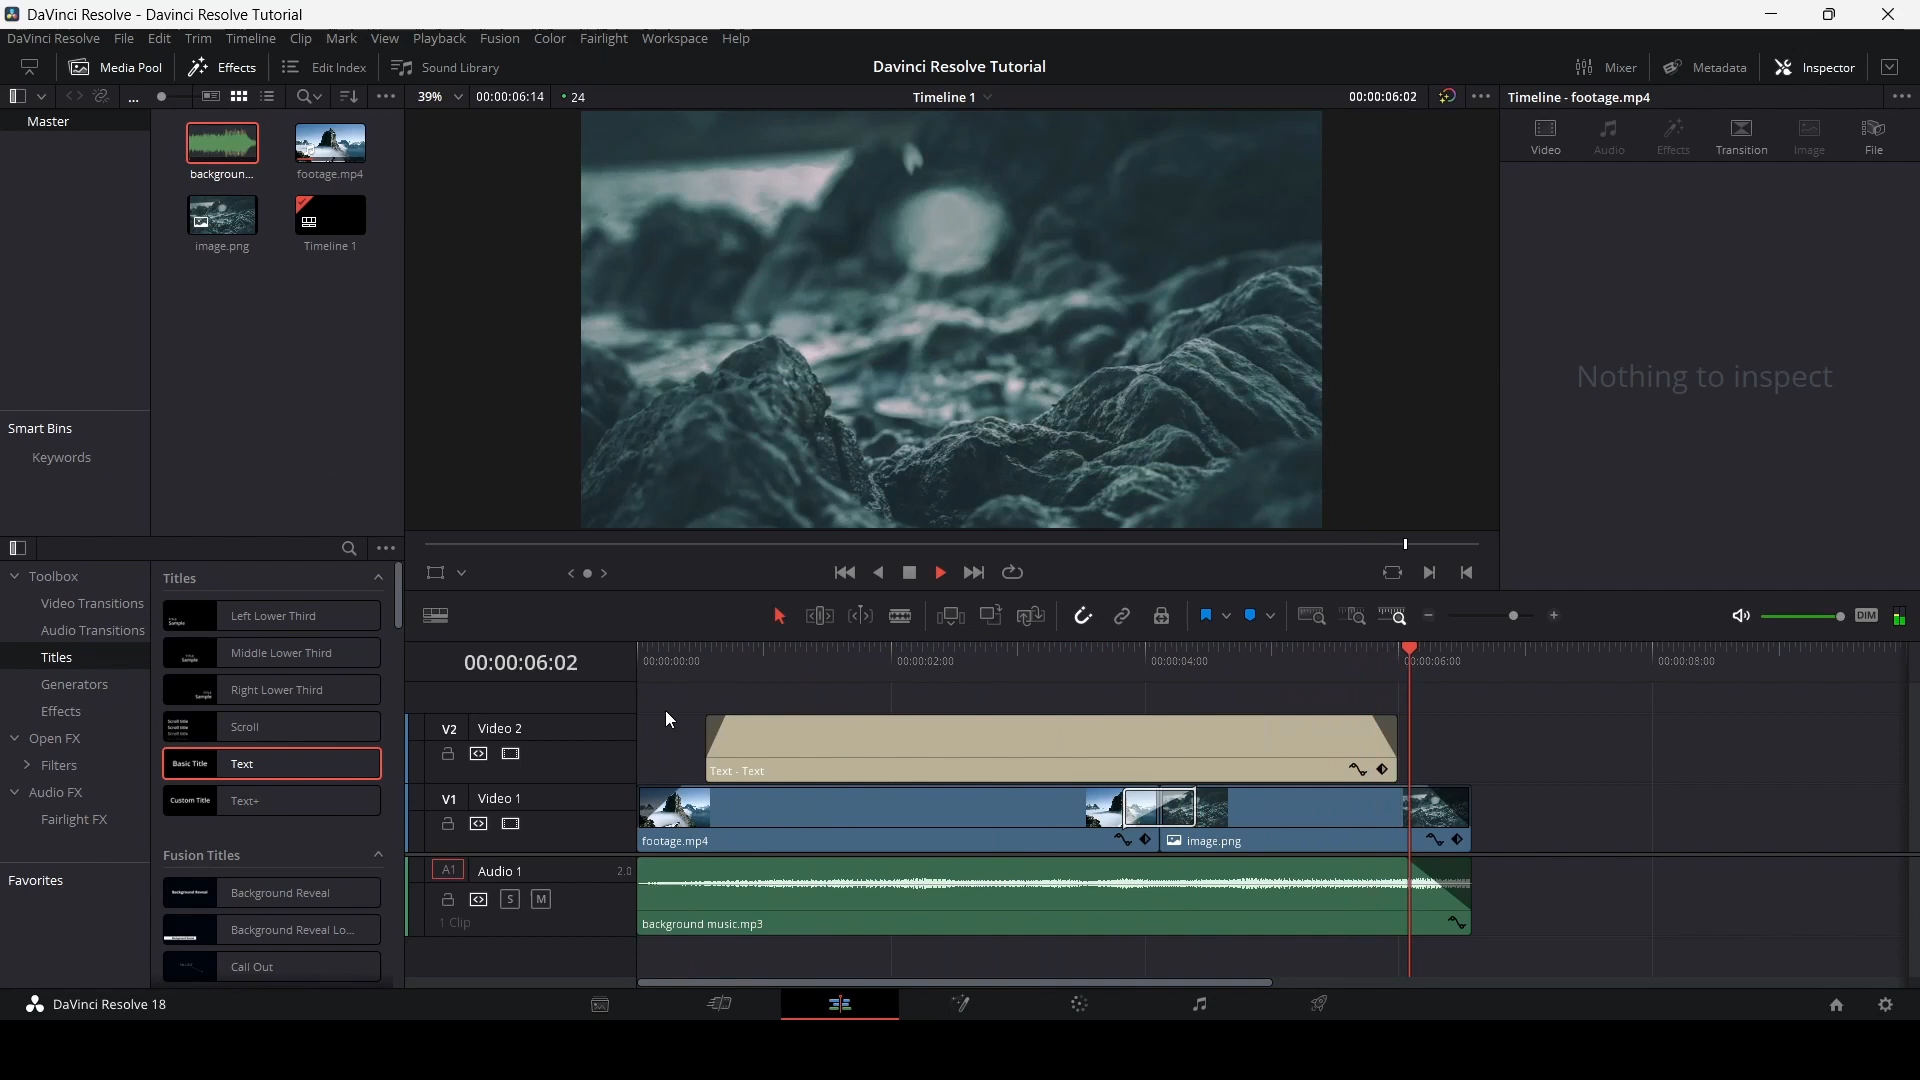 DaVinci Resolve - Davinci Resolve Tutorial
DaVinci Resolve File Edit Trim Timeline Clip Mark View Playback Fusion Color Fairlight Workspace Help
Media Pool Effects Edit Index Sound Library Davinci Resolve Tutorial Mixer Metadata Inspector
... 39% 00:00:06:14 24 Timeline 1 00:00:06:02 Timeline - footage.mp4
Master
Video Audio Effects Transition Image File
backgroun... footage.mp4
image.png Timeline 1
Nothing to inspect
Smart Bins
Keywords
Toolbox
Video Transitions
Audio Transitions
Titles
Generators
Effects
Open FX
Filters
Audio FX
Fairlight FX
Favorites
Titles
Left Lower Third
Middle Lower Third
Right Lower Third
Scroll
Basic Title Text
Custom Title Text+
Fusion Titles
Background Reveal
Background Reveal Lo...
Call Out
DIM
00:00:06:02 00:00:00:00 00:00:02:00 00:00:04:00 00:00:06:00 00:00:08:00
V2 Video 2
Text - Text
V1 Video 1
footage.mp4 image.png
A1 Audio 1 2.0
S M
1 Clip
background music.mp3
DaVinci Resolve 18